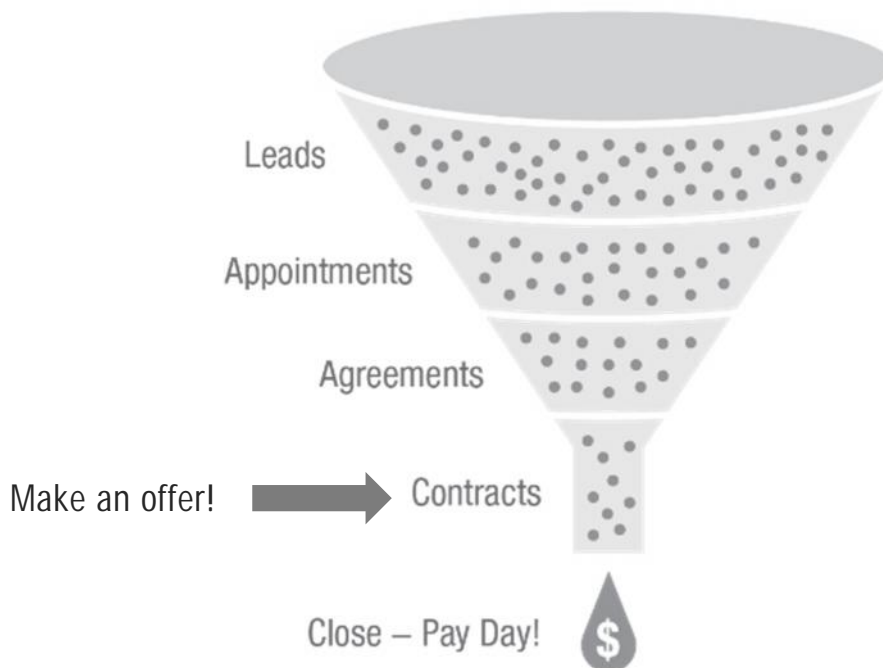 Leads
Appointments
Agreements
Make an offer!
Contracts
Close – Pay Day!
$